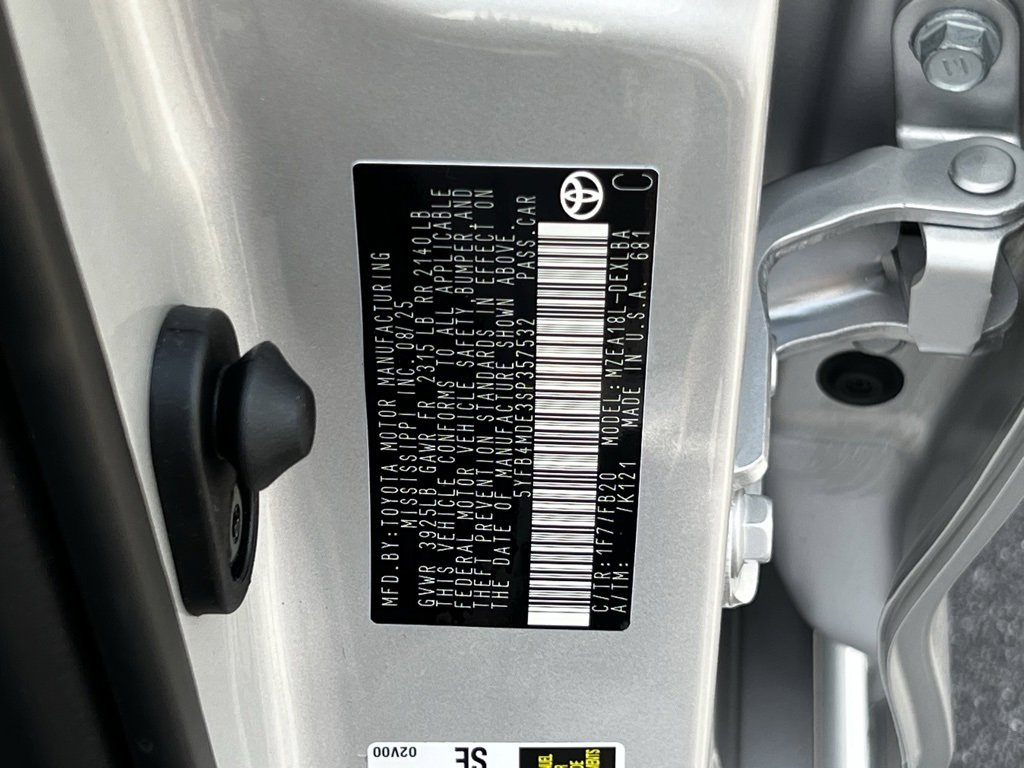 MFD.BY:TOYOTA MOTOR MANUFACTURING
MISSISSIPPI INC.08/25
GVWR 3925LB GAWR FR 2315 LB RR 2140LB
THIS VEHICLE CONFORMS TO ALL APPLICABLE
FEDERAL MOTOR VEHICLE SAFETY,BUMPER,AND
THEFT PREVENTION STANDARDS IN EFFECT ON
THE DATE OF MANUFACTURE SHOWN ABOVE.
5YFB4MDE3SP357532 PASS.CAR
C/TR:1F7/FB20 MODEL:MZEA18L-DEXLBA
A/TM: /K121 MADE IN U.S.A. 681
C
02V00
SE